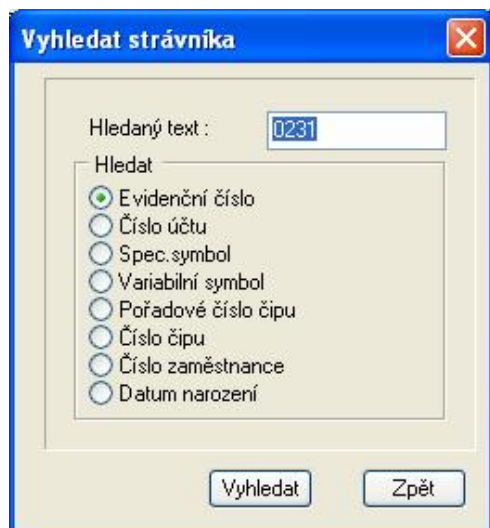 Vyhledat strávníka
Hledaný text : 0231
Hledat
Evidenční číslo
Číslo účtu
Spec.symbol
Variabilní symbol
Pořadové číslo čipu
Číslo čipu
Číslo zaměstnance
Datum narození
Vyhledat Zpět